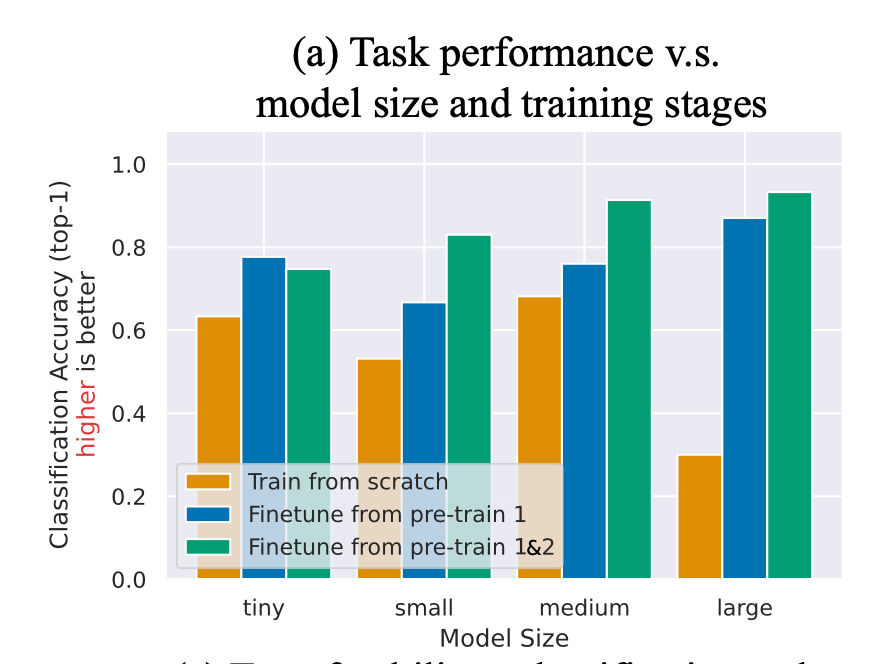 (a) Task performance v.s.
model size and training stages
Classification Accuracy (top-1)
higher is better
1.0
0.8
0.6
0.4
0.2
0.0
Train from scratch
Finetune from pre-train 1
Finetune from pre-train 1&2
tiny
small
medium
large
Model Size